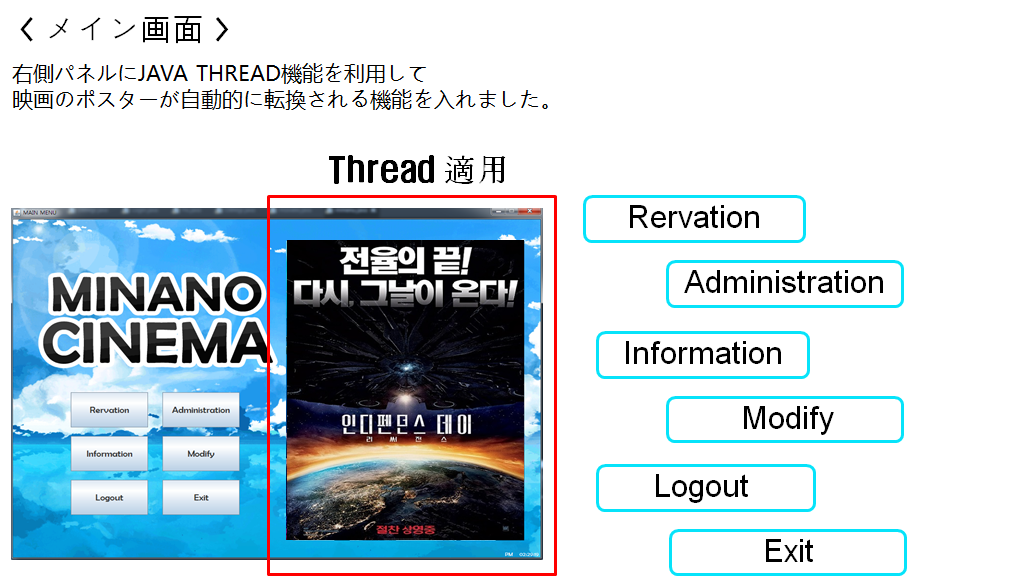 〈 メイン画面 〉
右側パネルにJAVA THREAD機能を利用して
映画のポスターが自動的に転換される機能を入れました。
Thread 適用
MAIN MENU
MINANO
CINEMA
Rervation
Administration
Information
Modify
Logout
Exit
전율의 끝!
다시, 그날이 온다!
인디펜던스 데이
리써전스
절찬 상영중
PM
Rervation
Administration
Information
Modify
Logout
Exit